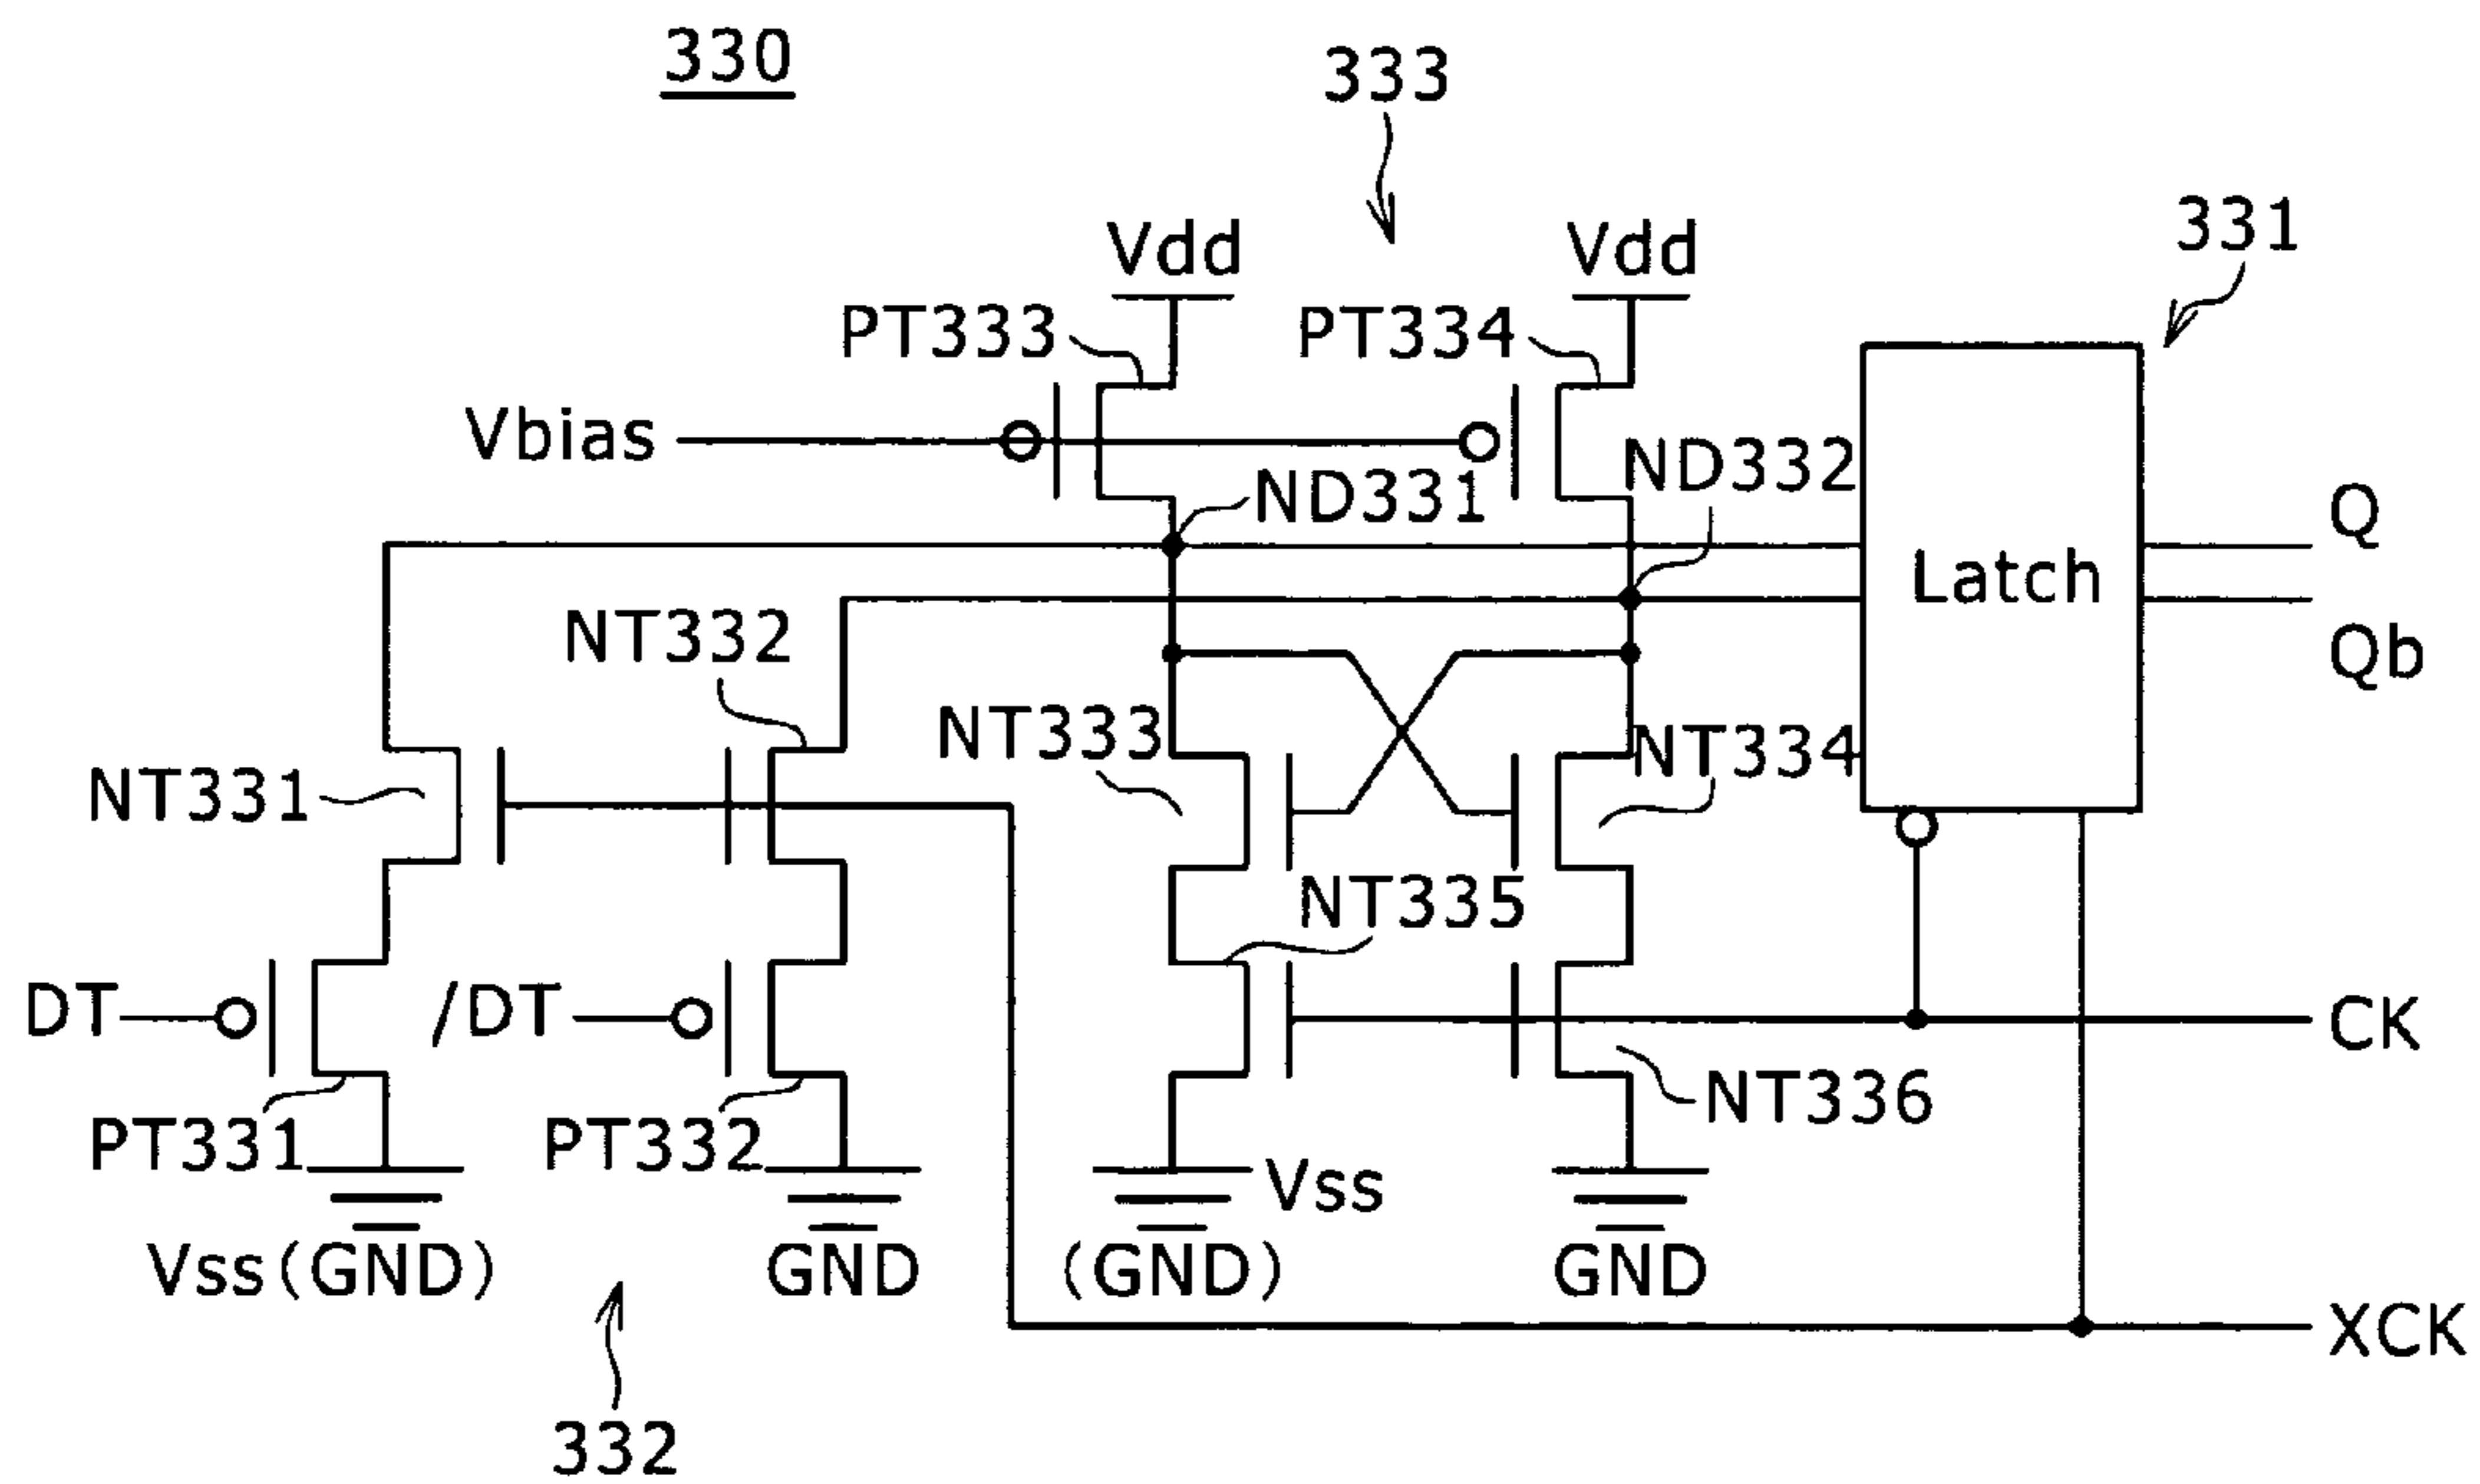 330
333
331
Vdd
Vdd
PT333
PT334
Vbias
ND332
ND331
Q
Latch
NT332
Qb
NT333
NT334
NT331
NT335
DT
/DT
CK
NT336
PT331
PT332
Vss
Vss(GND)
GND
(GND)
GND
XCK
332